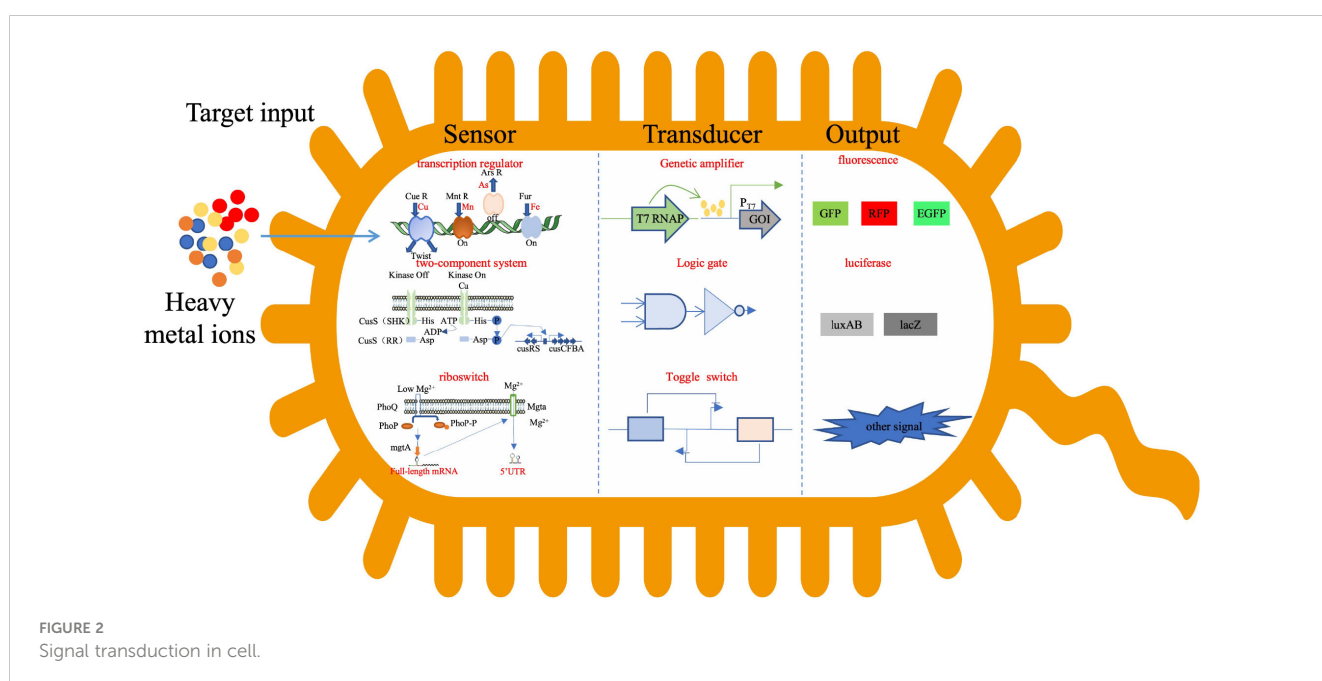 Target input
Heavy
metal ions
Sensor
transcription regulator
Ars R
As
Cue R
Cu
Mnt R
Mn
off
Fur
Fe
On
On
Twist
two-component system
Kinase Off
Kinase On
Cu
CusS（SHK）
His
ATP
His
P
ADP
CusS（RR）
Asp
Asp
P
cusRS
cusCFBA
riboswitch
Low Mg²⁺
Mg²⁺
PhoQ
Mgta
PhoP
PhoP-P
Mg²⁺
mgtA
Full-length mRNA
5'UTR
Transducer
Genetic amplifier
T7 RNAP
P T7
GOI
Logic gate
Toggle switch
Output
fluorescence
GFP
RFP
EGFP
luciferase
luxAB
lacZ
other signal
FIGURE 2
Signal transduction in cell.